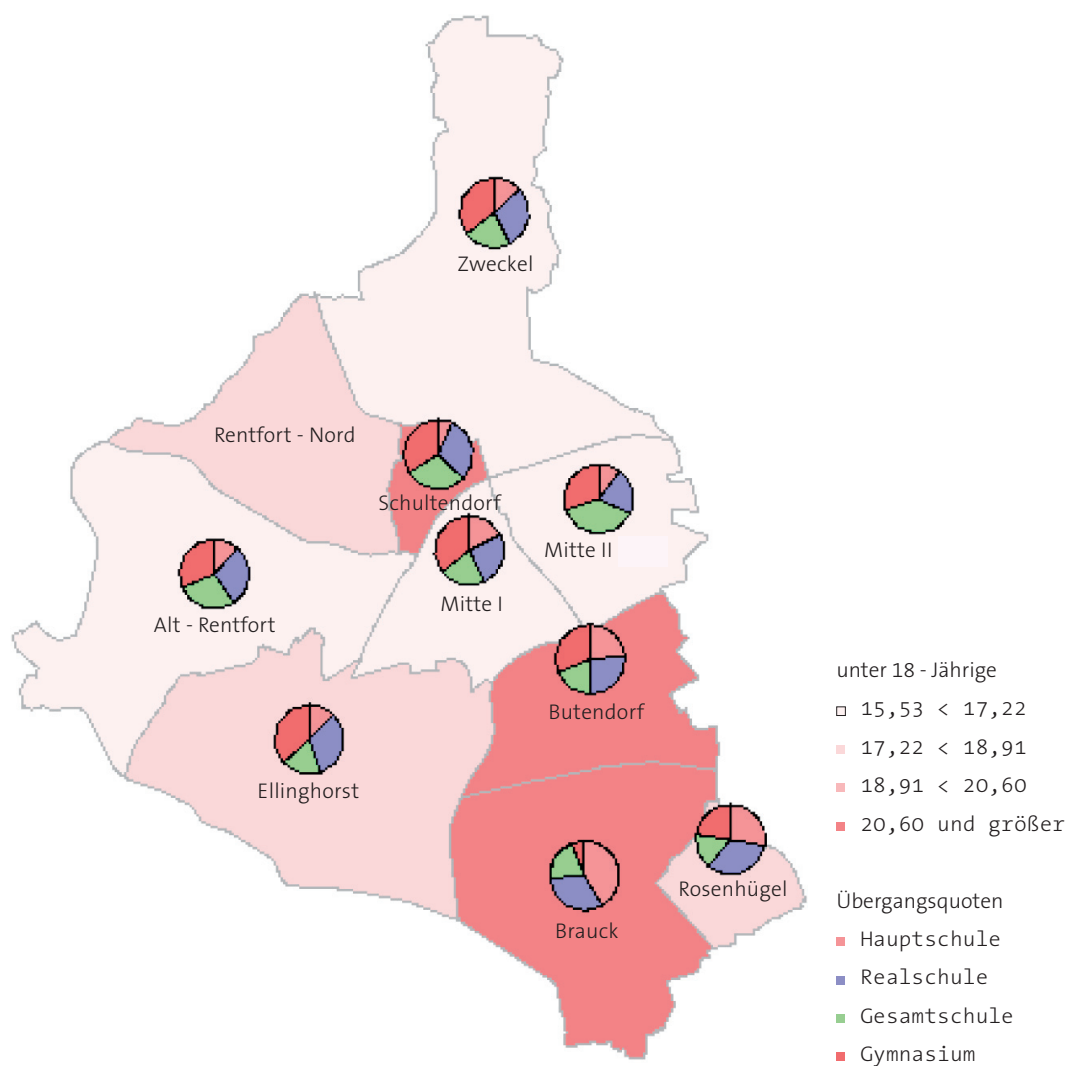 Zweckel
Rentfort - Nord
Schultendorf
Mitte II
Mitte I
Alt - Rentfort
Butendorf
Ellinghorst
Rosenhügel
Brauck
unter 18 - Jährige
15,53 < 17,22
17,22 < 18,91
18,91 < 20,60
20,60 und größer
Übergangsquoten
Hauptschule
Realschule
Gesamtschule
Gymnasium